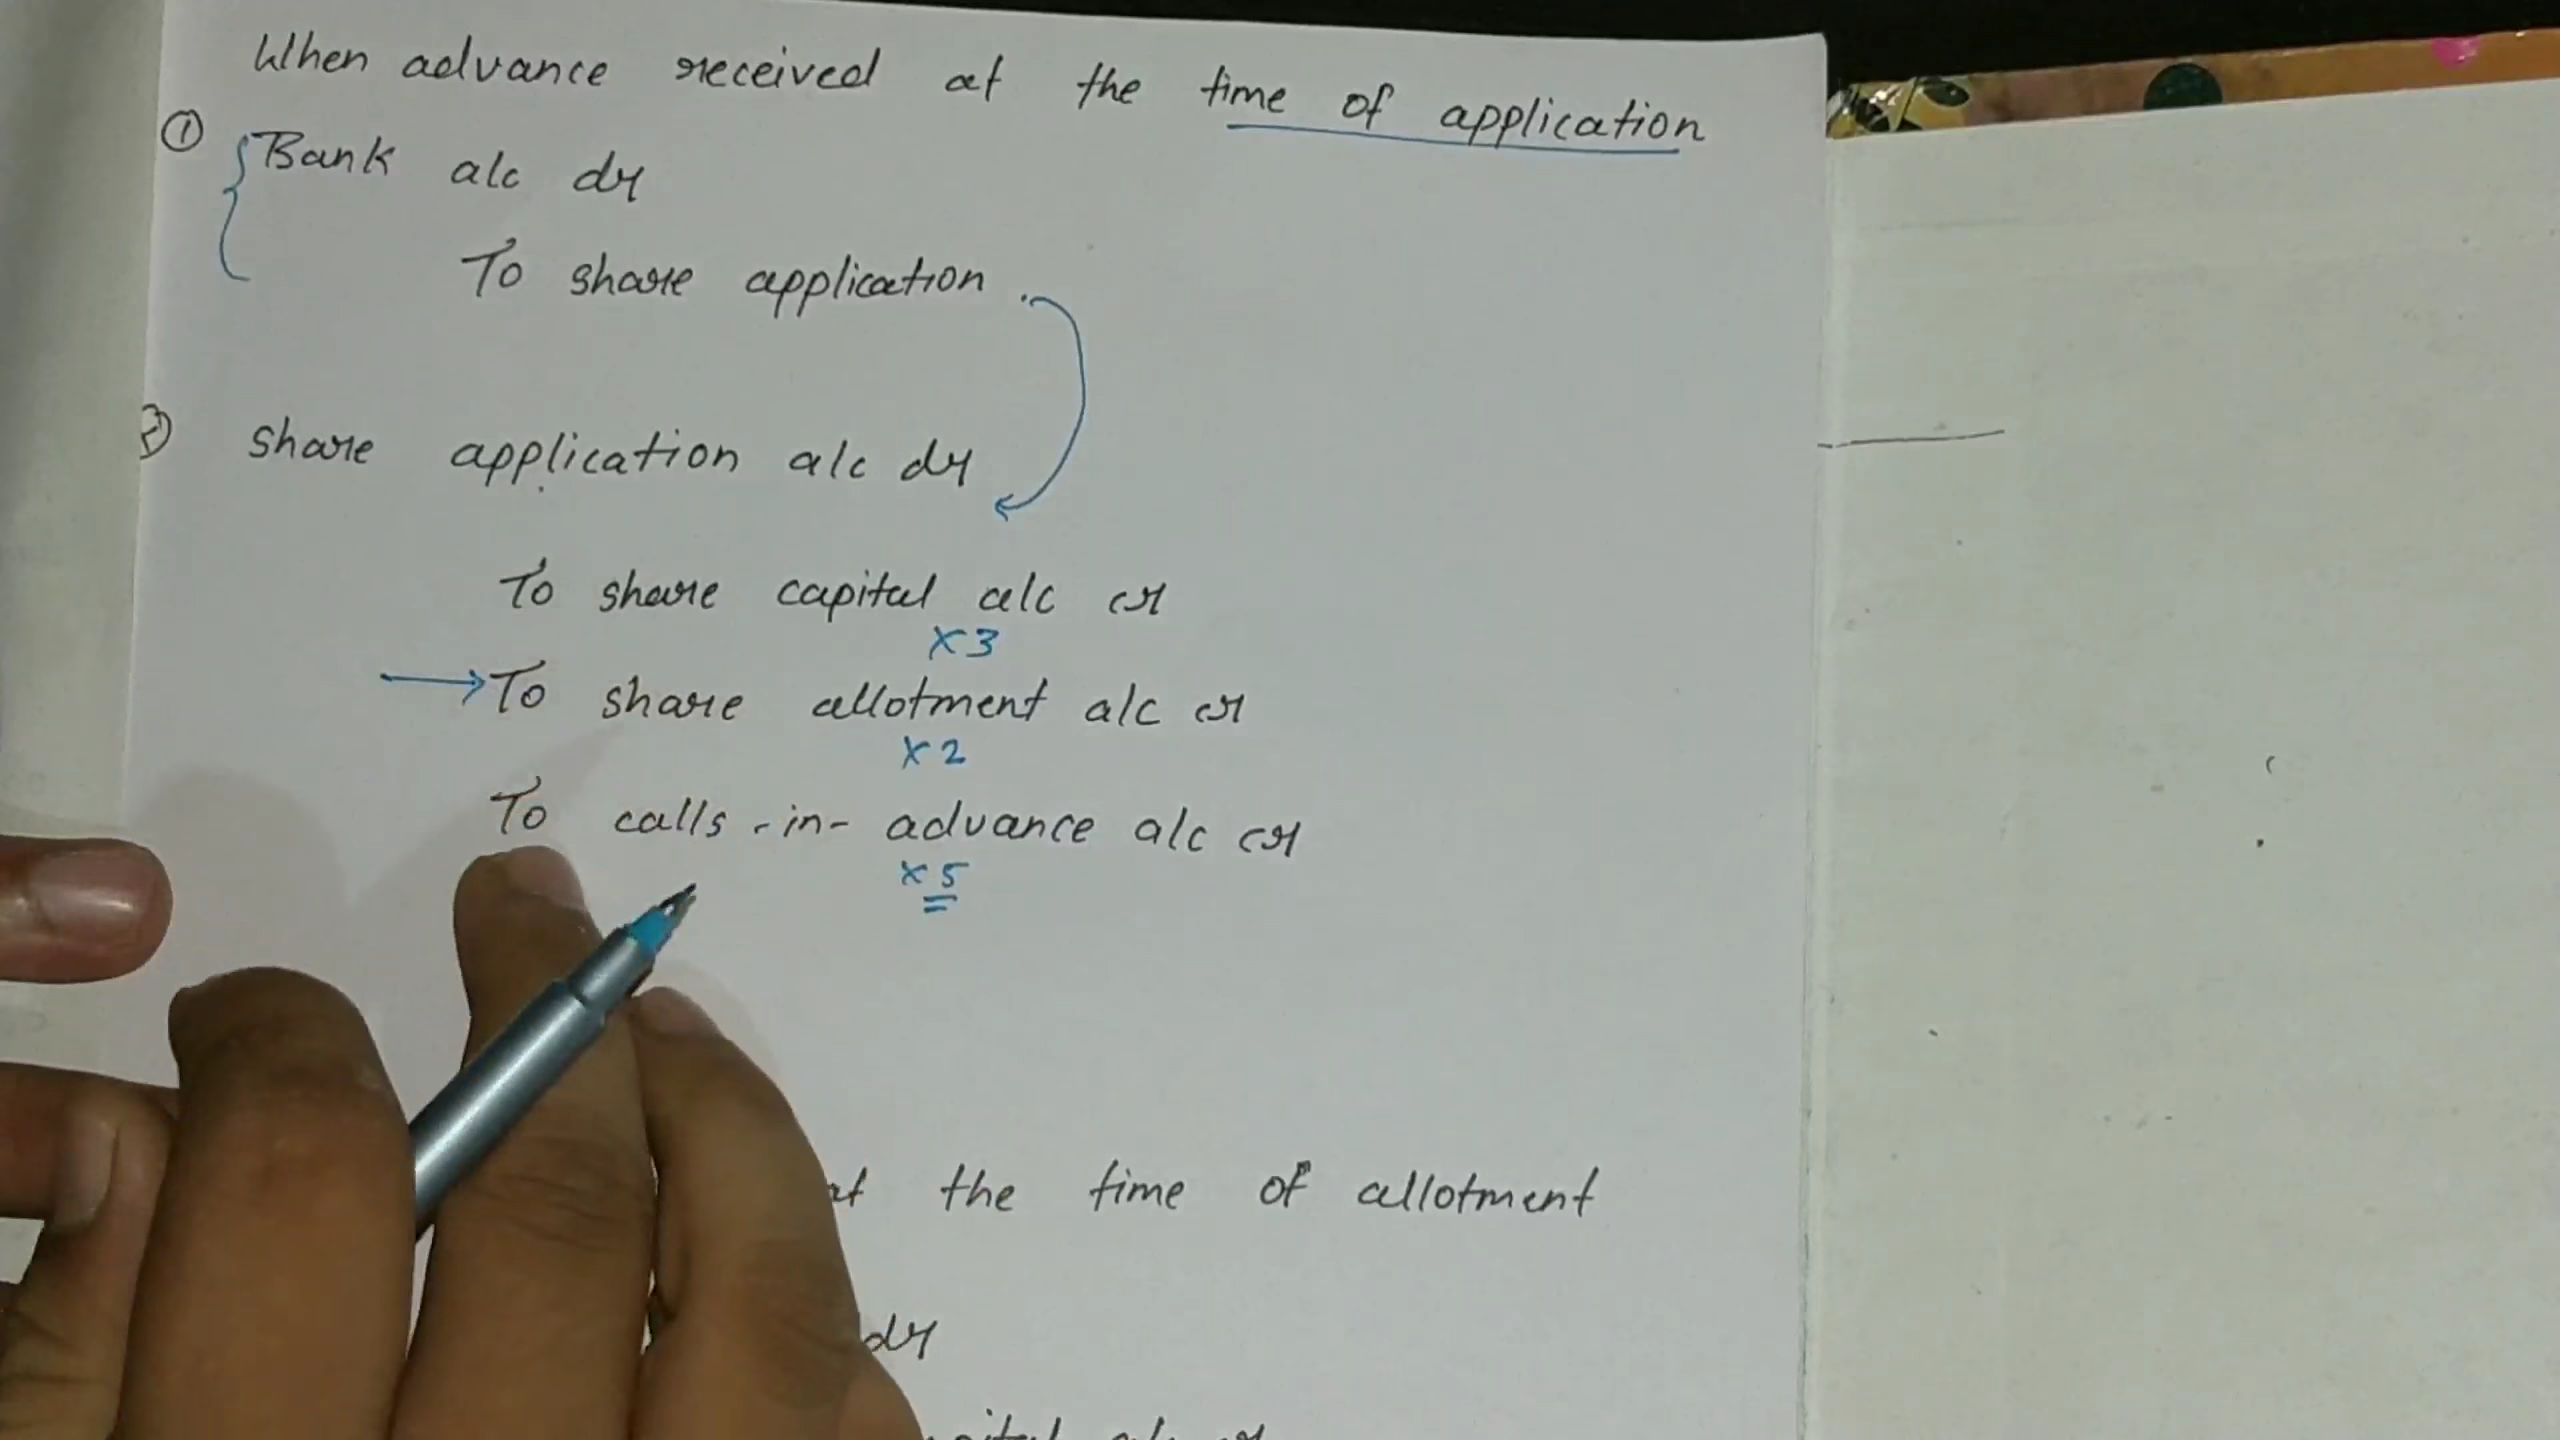 When advance received at the time of application
① Bank a/c dr
To share application
② share application a/c dr
To share capital a/c cr
x3
To share allotment a/c cr
x2
To calls-in-advance a/c cr
x5
at the time of allotment
dr
a/c cr